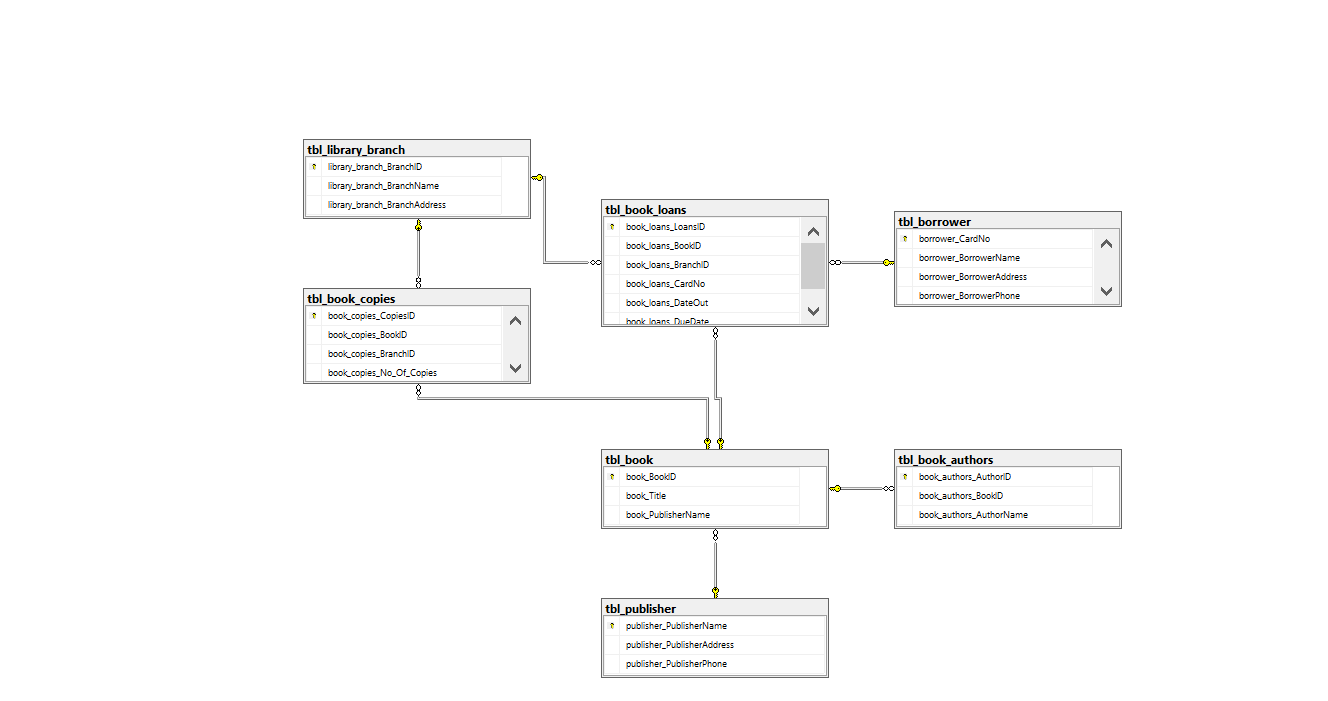 tbl_library_branch
library_branch_BranchID
library_branch_BranchName
library_branch_BranchAddress
tbl_book_loans
book_loans_LoansID
book_loans_BookID
book_loans_BranchID
book_loans_CardNo
book_loans_DateOut
book_loans_DueDate
tbl_borrower
borrower_CardNo
borrower_BorrowerName
borrower_BorrowerAddress
borrower_BorrowerPhone
tbl_book_copies
book_copies_CopiesID
book_copies_BookID
book_copies_BranchID
book_copies_No_Of_Copies
tbl_book
book_BookID
book_Title
book_PublisherName
tbl_book_authors
book_authors_AuthorID
book_authors_BookID
book_authors_AuthorName
tbl_publisher
publisher_PublisherName
publisher_PublisherAddress
publisher_PublisherPhone